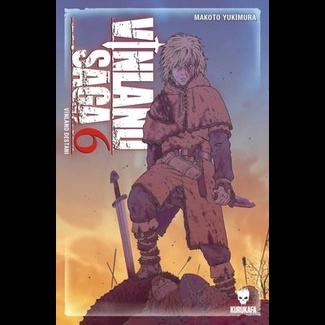 MAKOTO YUKIMURA
VINLAND
SAGA 6
VINLAND DESTANI
KURUKAFA